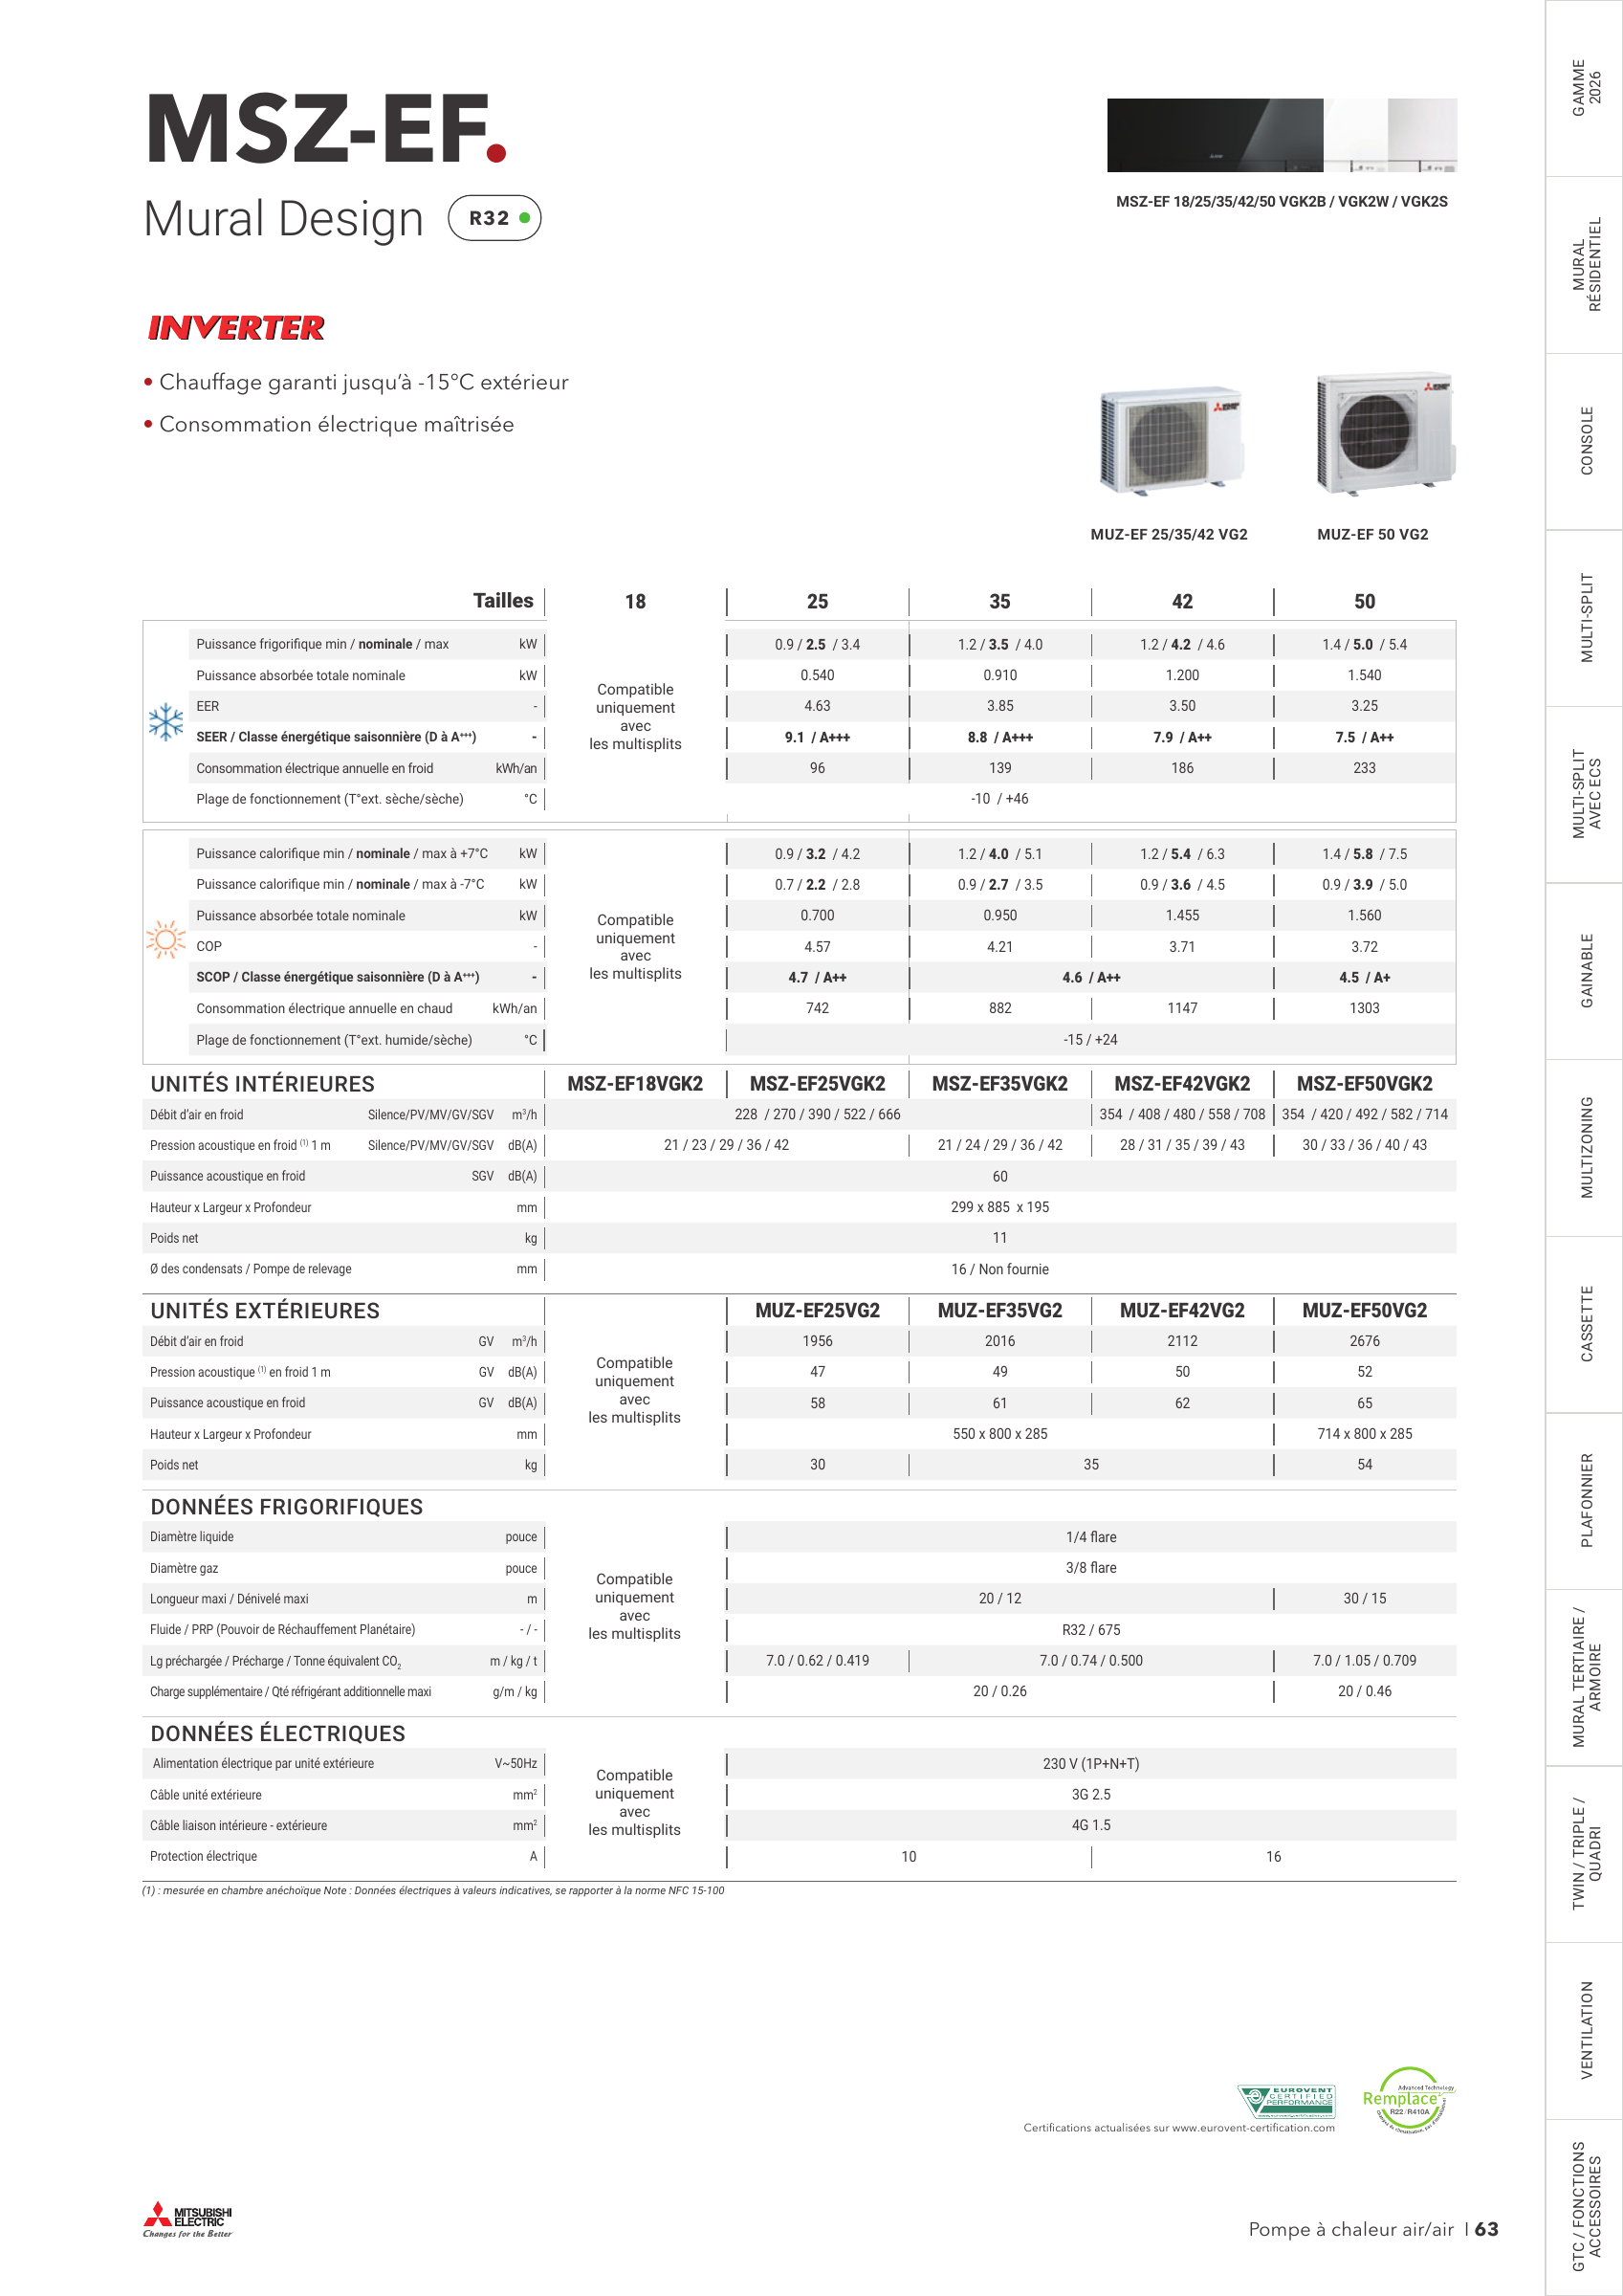 MSZ-EF.
Mural Design R32
MSZ-EF 18/25/35/42/50 VGK2B / VGK2W / VGK2S
INVERTER
• Chauffage garanti jusqu'à -15°C extérieur
• Consommation électrique maîtrisée
MUZ-EF 25/35/42 VG2 MUZ-EF 50 VG2
Tailles 18 25 35 42 50
Compatible
uniquement
avec
les multisplits
Puissance frigorifique min / nominale / max kW 0.9 / 2.5 / 3.4 1.2 / 3.5 / 4.0 1.2 / 4.2 / 4.6 1.4 / 5.0 / 5.4
Puissance absorbée totale nominale kW 0.540 0.910 1.200 1.540
EER - 4.63 3.85 3.50 3.25
SEER / Classe énergétique saisonnière (D à A+++) - 9.1 / A+++ 8.8 / A+++ 7.9 / A++ 7.5 / A++
Consommation électrique annuelle en froid kWh/an 96 139 186 233
Plage de fonctionnement (T°ext. sèche/sèche) °C -10 / +46
Compatible
uniquement
avec
les multisplits
Puissance calorifique min / nominale / max à +7°C kW 0.9 / 3.2 / 4.2 1.2 / 4.0 / 5.1 1.2 / 5.4 / 6.3 1.4 / 5.8 / 7.5
Puissance calorifique min / nominale / max à -7°C kW 0.7 / 2.2 / 2.8 0.9 / 2.7 / 3.5 0.9 / 3.6 / 4.5 0.9 / 3.9 / 5.0
Puissance absorbée totale nominale kW 0.700 0.950 1.455 1.560
COP - 4.57 4.21 3.71 3.72
SCOP / Classe énergétique saisonnière (D à A+++) - 4.7 / A++ 4.6 / A++ 4.5 / A+
Consommation électrique annuelle en chaud kWh/an 742 882 1147 1303
Plage de fonctionnement (T°ext. humide/sèche) °C -15 / +24
UNITÉS INTÉRIEURES MSZ-EF18VGK2 MSZ-EF25VGK2 MSZ-EF35VGK2 MSZ-EF42VGK2 MSZ-EF50VGK2
Débit d'air en froid Silence/PV/MV/GV/SGV m³/h 228 / 270 / 390 / 522 / 666 354 / 408 / 480 / 558 / 708 354 / 420 / 492 / 582 / 714
Pression acoustique en froid (1) 1 m Silence/PV/MV/GV/SGV dB(A) 21 / 23 / 29 / 36 / 42 21 / 24 / 29 / 36 / 42 28 / 31 / 35 / 39 / 43 30 / 33 / 36 / 40 / 43
Puissance acoustique en froid SGV dB(A) 60
Hauteur x Largeur x Profondeur mm 299 x 885 x 195
Poids net kg 11
Ø des condensats / Pompe de relevage mm 16 / Non fournie
UNITÉS EXTÉRIEURES MUZ-EF25VG2 MUZ-EF35VG2 MUZ-EF42VG2 MUZ-EF50VG2
Compatible
uniquement
avec
les multisplits
Débit d'air en froid GV m³/h 1956 2016 2112 2676
Pression acoustique (1) en froid 1 m GV dB(A) 47 49 50 52
Puissance acoustique en froid GV dB(A) 58 61 62 65
Hauteur x Largeur x Profondeur mm 550 x 800 x 285 714 x 800 x 285
Poids net kg 30 35 54
DONNÉES FRIGORIFIQUES
Compatible
uniquement
avec
les multisplits
Diamètre liquide pouce 1/4 flare
Diamètre gaz pouce 3/8 flare
Longueur maxi / Dénivelé maxi m 20 / 12 30 / 15
Fluide / PRP (Pouvoir de Réchauffement Planétaire) - / - R32 / 675
Lg préchargée / Précharge / Tonne équivalent CO₂ m / kg / t 7.0 / 0.62 / 0.419 7.0 / 0.74 / 0.500 7.0 / 1.05 / 0.709
Charge supplémentaire / Qté réfrigérant additionnelle maxi g/m / kg 20 / 0.26 20 / 0.46
DONNÉES ÉLECTRIQUES
Compatible
uniquement
avec
les multisplits
Alimentation électrique par unité extérieure V~50Hz 230 V (1P+N+T)
Câble unité extérieure mm² 3G 2.5
Câble liaison intérieure - extérieure mm² 4G 1.5
Protection électrique A 10 16
(1) : mesurée en chambre anéchoïque Note : Données électriques à valeurs indicatives, se rapporter à la norme NFC 15-100
EUROVENT
CERTIFIED
PERFORMANCE
Advanced Technology
Remplace
R22/R410A
Certifications actualisées sur www.eurovent-certification.com
MITSUBISHI
ELECTRIC
Changes for the Better
Pompe à chaleur air/air I 63
GAMME
2026
MURAL
RÉSIDENTIEL
CONSOLE
MULTI-SPLIT
MULTI-SPLIT
AVEC ECS
GAINABLE
MULTIZONING
CASSETTE
PLAFONNIER
MURAL TERTIAIRE /
ARMOIRE
TWIN / TRIPLE /
QUADRI
VENTILATION
GTC / FONCTIONS
ACCESSOIRES